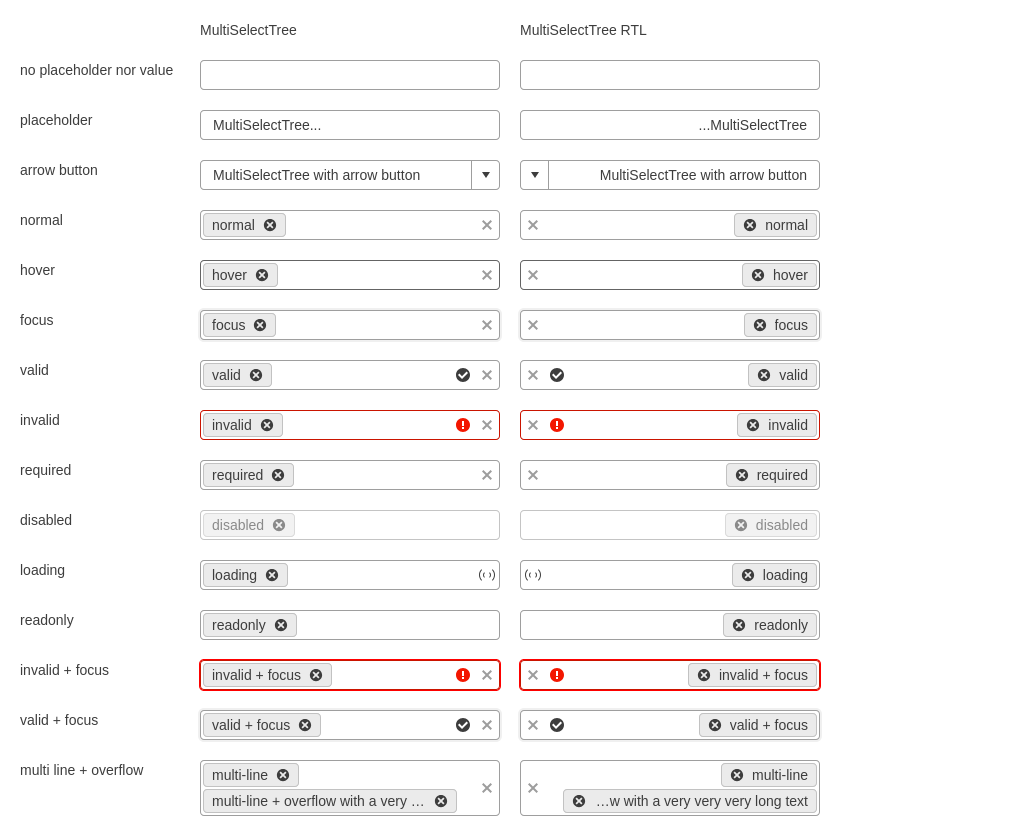 MultiSelectTree MultiSelectTree RTL
no placeholder nor value
placeholder MultiSelectTree... ...MultiSelectTree
arrow button MultiSelectTree with arrow button MultiSelectTree with arrow button
normal normal normal
hover hover hover
focus focus focus
valid valid valid
invalid invalid invalid
required required required
disabled disabled disabled
loading loading loading
readonly readonly readonly
invalid + focus invalid + focus invalid + focus
valid + focus valid + focus valid + focus
multi line + overflow multi-line multi-line
multi-line + overflow with a very … …w with a very very very long text